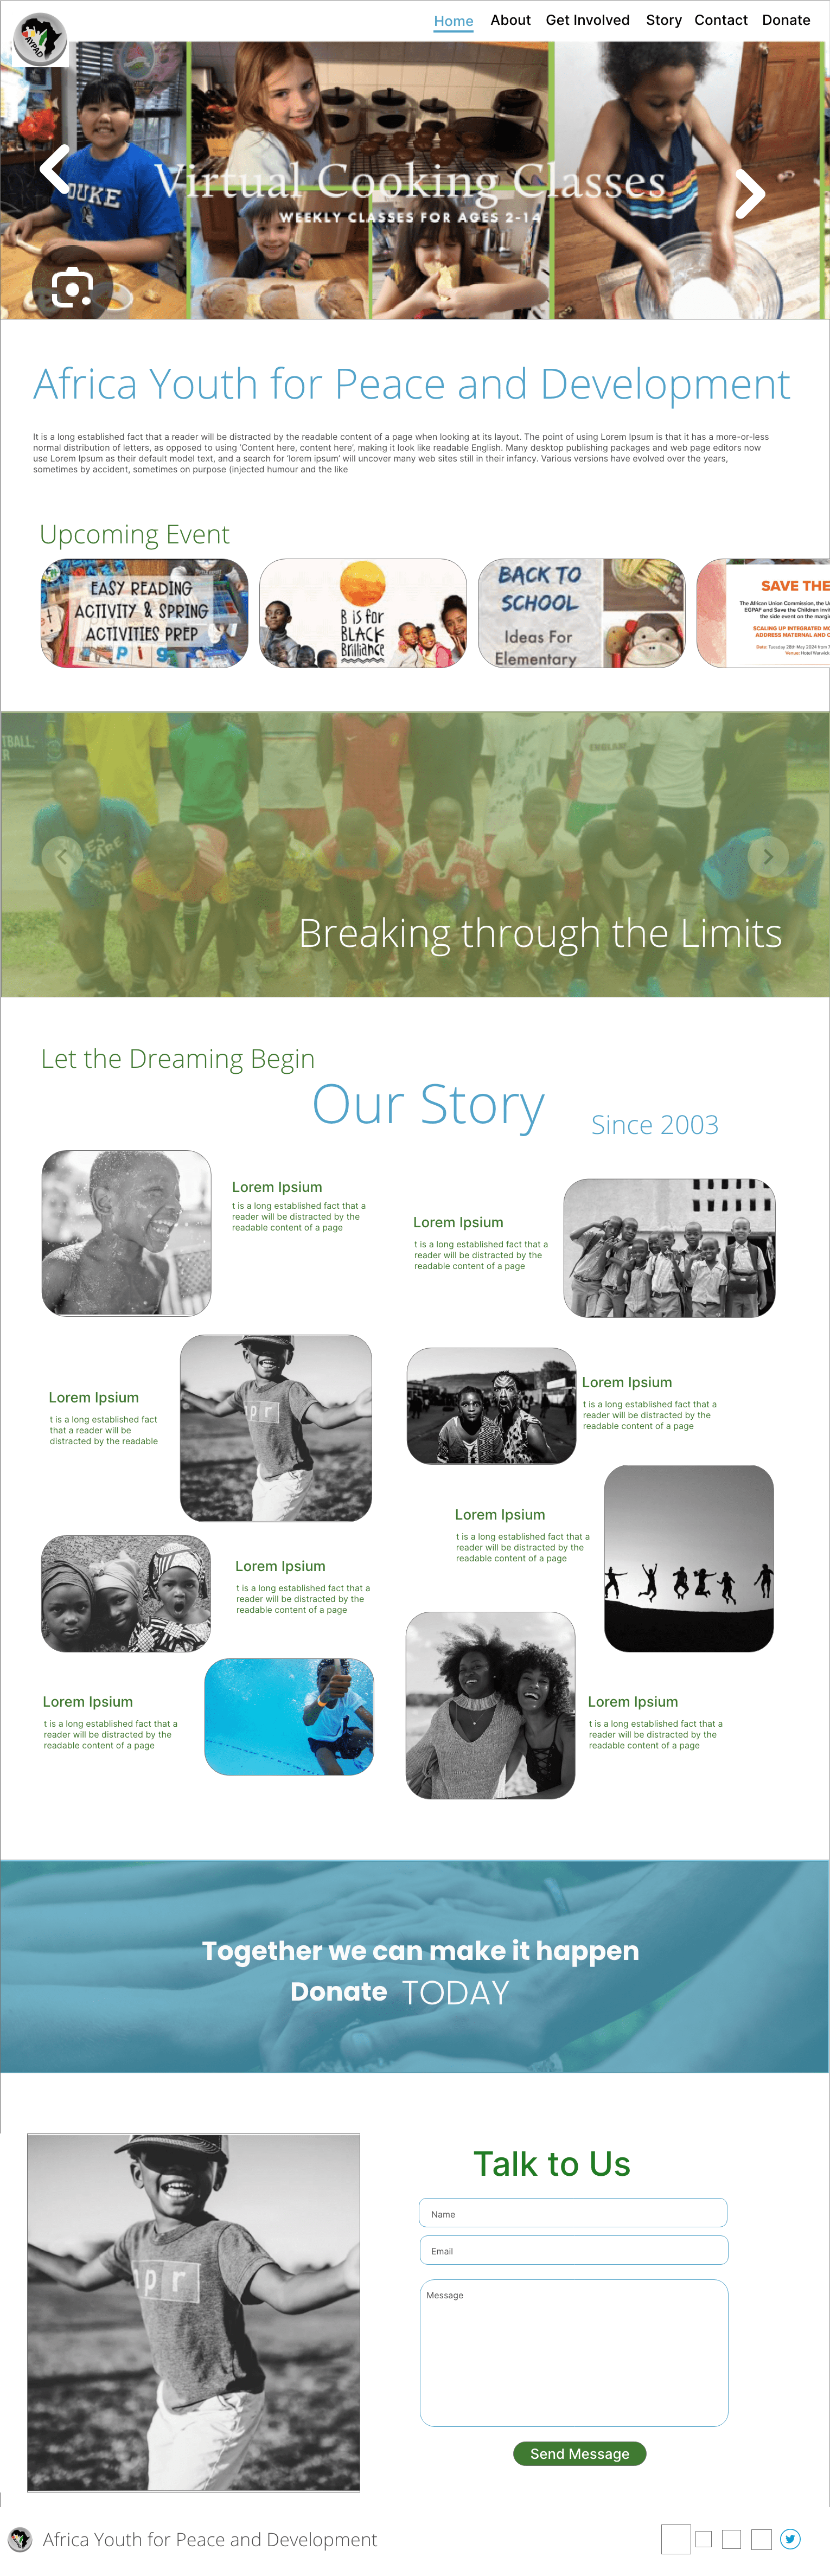 AYPAD
Home About Get Involved Story Contact Donate
DUKE
Virtual Cooking Classes
WEEKLY CLASSES FOR AGES 2-14
Africa Youth for Peace and Development
It is a long established fact that a reader will be distracted by the readable content of a page when looking at its layout. The point of using Lorem Ipsum is that it has a more-or-less
normal distribution of letters, as opposed to using 'Content here, content here', making it look like readable English. Many desktop publishing packages and web page editors now
use Lorem Ipsum as their default model text, and a search for 'lorem ipsum' will uncover many web sites still in their infancy. Various versions have evolved over the years,
sometimes by accident, sometimes on purpose (injected humour and the like
Upcoming Event
EASY READING
ACTIVITY & SPRING
ACTIVITIES PREP
p i g
B is for
BLACK
Brilliance
BACK TO
SCHOOL
Ideas For
Elementary
SAVE THE
The African Union Commission, the U
EGPAF and Save the Children invit
the side event on the margi
SCALING UP INTEGRATED MO
ADDRESS MATERNAL AND C
Date: Tuesday 28th May 2024 from
Venue: Hotel Warwick
TBALL
ENGLAND
Breaking through the Limits
Let the Dreaming Begin
Our Story
Since 2003
Lorem Ipsium
t is a long established fact that a
reader will be distracted by the
readable content of a page
Lorem Ipsium
t is a long established fact that a
reader will be distracted by the
readable content of a page
Lorem Ipsium
t is a long established fact
that a reader will be
distracted by the readable
pr
Lorem Ipsium
t is a long established fact that a
reader will be distracted by the
readable content of a page
Lorem Ipsium
t is a long established fact that a
reader will be distracted by the
readable content of a page
Lorem Ipsium
t is a long established fact that a
reader will be distracted by the
readable content of a page
Lorem Ipsium
t is a long established fact that a
reader will be distracted by the
readable content of a page
Lorem Ipsium
t is a long established fact that a
reader will be distracted by the
readable content of a page
Together we can make it happen
Donate TODAY
Talk to Us
Name
Email
Message
npr
Send Message
Africa Youth for Peace and Development